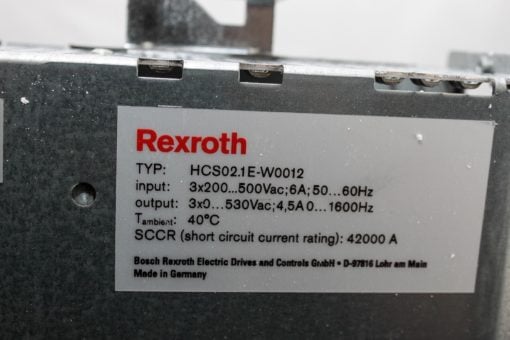 Rexroth
TYP: HCS02.1E-W0012
input: 3x200...500Vac;6A;50...60Hz
output: 3x0...530Vac;4,5A 0...1600Hz
Tambient: 40°C
SCCR (short circuit current rating): 42000 A
Bosch Rexroth Electric Drives and Controls GmbH • D-97816 Lohr am Main
Made in Germany